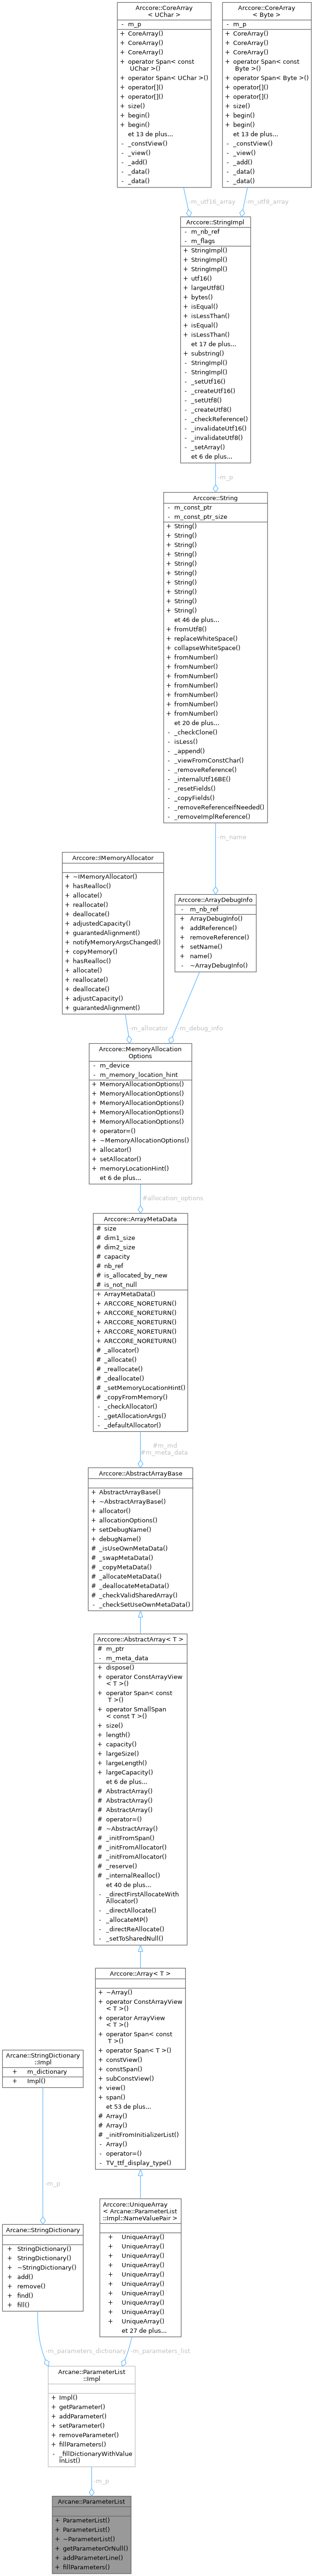 Arccore::CoreArray
< UChar >
- m_p
+ CoreArray()
+ CoreArray()
+ CoreArray()
+ operator Span< const
UChar >()
+ operator Span< UChar >()
+ operator[]()
+ operator[]()
+ size()
+ begin()
+ begin()
et 13 de plus...
- _constView()
- _view()
- _add()
- _data()
- _data()
Arccore::CoreArray
< Byte >
- m_p
+ CoreArray()
+ CoreArray()
+ CoreArray()
+ operator Span< const
Byte >()
+ operator Span< Byte >()
+ operator[]()
+ operator[]()
+ size()
+ begin()
+ begin()
et 13 de plus...
- _constView()
- _view()
- _add()
- _data()
- _data()
-m_utf16_array
-m_utf8_array
Arccore::StringImpl
- m_nb_ref
- m_flags
+ StringImpl()
+ StringImpl()
+ StringImpl()
+ utf16()
+ largeUtf8()
+ bytes()
+ isEqual()
+ isLessThan()
+ isEqual()
+ isLessThan()
et 17 de plus...
+ substring()
- StringImpl()
- StringImpl()
- _setUtf16()
- _createUtf16()
- _setUtf8()
- _createUtf8()
- _checkReference()
- _invalidateUtf16()
- _invalidateUtf8()
- _setArray()
et 6 de plus...
-m_p
Arccore::String
- m_const_ptr
- m_const_ptr_size
+ String()
+ String()
+ String()
+ String()
+ String()
+ String()
+ String()
+ String()
+ String()
+ String()
et 46 de plus...
+ fromUtf8()
+ replaceWhiteSpace()
+ collapseWhiteSpace()
+ fromNumber()
+ fromNumber()
+ fromNumber()
+ fromNumber()
+ fromNumber()
+ fromNumber()
+ fromNumber()
et 20 de plus...
- _checkClone()
- isLess()
- _append()
- _viewFromConstChar()
- _removeReference()
- _internalUtf16BE()
- _resetFields()
- _copyFields()
- _removeReferenceIfNeeded()
- _removeImplReference()
-m_name
Arccore::IMemoryAllocator
+ ~IMemoryAllocator()
+ hasRealloc()
+ allocate()
+ reallocate()
+ deallocate()
+ adjustedCapacity()
+ guarantedAlignment()
+ notifyMemoryArgsChanged()
+ copyMemory()
+ hasRealloc()
+ allocate()
+ reallocate()
+ deallocate()
+ adjustCapacity()
+ guarantedAlignment()
Arccore::ArrayDebugInfo
- m_nb_ref
+ ArrayDebugInfo()
+ addReference()
+ removeReference()
+ setName()
+ name()
- ~ArrayDebugInfo()
-m_allocator
-m_debug_info
Arccore::MemoryAllocation
Options
- m_device
- m_memory_location_hint
+ MemoryAllocationOptions()
+ MemoryAllocationOptions()
+ MemoryAllocationOptions()
+ MemoryAllocationOptions()
+ MemoryAllocationOptions()
+ operator=()
+ ~MemoryAllocationOptions()
+ allocator()
+ setAllocator()
+ memoryLocationHint()
et 6 de plus...
#allocation_options
Arccore::ArrayMetaData
# size
# dim1_size
# dim2_size
# capacity
# nb_ref
# is_allocated_by_new
# is_not_null
+ ArrayMetaData()
+ ARCCORE_NORETURN()
+ ARCCORE_NORETURN()
+ ARCCORE_NORETURN()
+ ARCCORE_NORETURN()
+ ARCCORE_NORETURN()
# _allocator()
# _allocate()
# _reallocate()
# _deallocate()
# _setMemoryLocationHint()
# _copyFromMemory()
- _checkAllocator()
- _getAllocationArgs()
- _defaultAllocator()
#m_md
#m_meta_data
Arccore::AbstractArrayBase
+ AbstractArrayBase()
+ ~AbstractArrayBase()
+ allocator()
+ allocationOptions()
+ setDebugName()
+ debugName()
# _isUseOwnMetaData()
# _swapMetaData()
# _copyMetaData()
# _allocateMetaData()
# _deallocateMetaData()
# _checkValidSharedArray()
- _checkSetUseOwnMetaData()
Arccore::AbstractArray< T >
# m_ptr
- m_meta_data
+ dispose()
+ operator ConstArrayView
< T >()
+ operator Span< const
T >()
+ operator SmallSpan
< const T >()
+ size()
+ length()
+ capacity()
+ largeSize()
+ largeLength()
+ largeCapacity()
et 6 de plus...
# AbstractArray()
# AbstractArray()
# AbstractArray()
# operator=()
# ~AbstractArray()
# _initFromSpan()
# _initFromAllocator()
# _initFromAllocator()
# _reserve()
# _internalRealloc()
et 40 de plus...
- _directFirstAllocateWith
Allocator()
- _directAllocate()
- _allocateMP()
- _directReAllocate()
- _setToSharedNull()
Arccore::Array< T >
+ ~Array()
+ operator ConstArrayView
< T >()
+ operator ArrayView
< T >()
+ operator Span< const
T >()
+ operator Span< T >()
+ constView()
+ constSpan()
+ subConstView()
+ view()
+ span()
et 53 de plus...
# Array()
# Array()
# _initFromInitializerList()
- Array()
- operator=()
- TV_ttf_display_type()
Arcane::StringDictionary
::Impl
+ m_dictionary
+ Impl()
-m_p
Arccore::UniqueArray
< Arcane::ParameterList
::Impl::NameValuePair >
+ UniqueArray()
+ UniqueArray()
+ UniqueArray()
+ UniqueArray()
+ UniqueArray()
+ UniqueArray()
+ UniqueArray()
+ UniqueArray()
+ UniqueArray()
+ UniqueArray()
et 27 de plus...
Arcane::StringDictionary
+ StringDictionary()
+ StringDictionary()
+ ~StringDictionary()
+ add()
+ remove()
+ find()
+ fill()
-m_parameters_dictionary
-m_parameters_list
Arcane::ParameterList
::Impl
+ Impl()
+ getParameter()
+ addParameter()
+ setParameter()
+ removeParameter()
+ fillParameters()
- _fillDictionaryWithValue
InList()
-m_p
Arcane::ParameterList
+ ParameterList()
+ ParameterList()
+ ~ParameterList()
+ getParameterOrNull()
+ addParameterLine()
+ fillParameters()